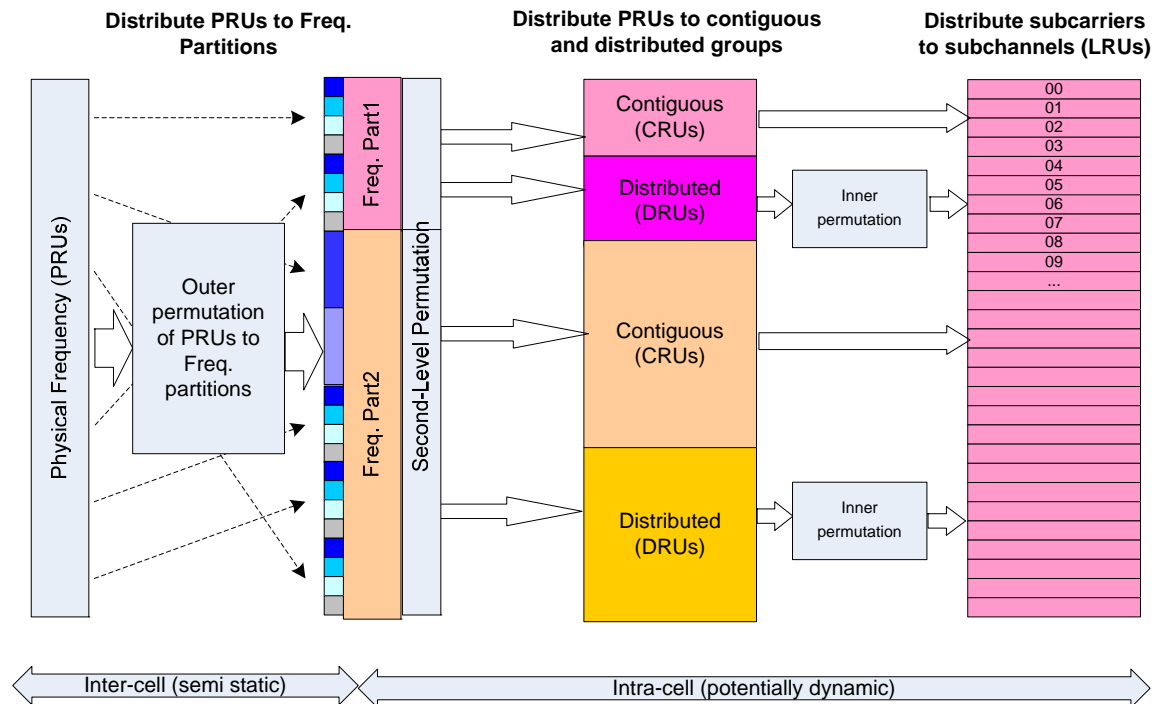 Distribute PRUs to Freq.
Partitions
Distribute PRUs to contiguous
and distributed groups
Distribute subcarriers
to subchannels (LRUs)
Physical Frequency (PRUs)
Outer
permutation
of PRUs to
Freq.
partitions
Freq. Part1
Freq. Part2
Second-Level Permutation
Contiguous
(CRUs)
Distributed
(DRUs)
Inner
permutation
Contiguous
(CRUs)
Distributed
(DRUs)
Inner
permutation
00
01
02
03
04
05
06
07
08
09
...
Inter-cell (semi static)
Intra-cell (potentially dynamic)